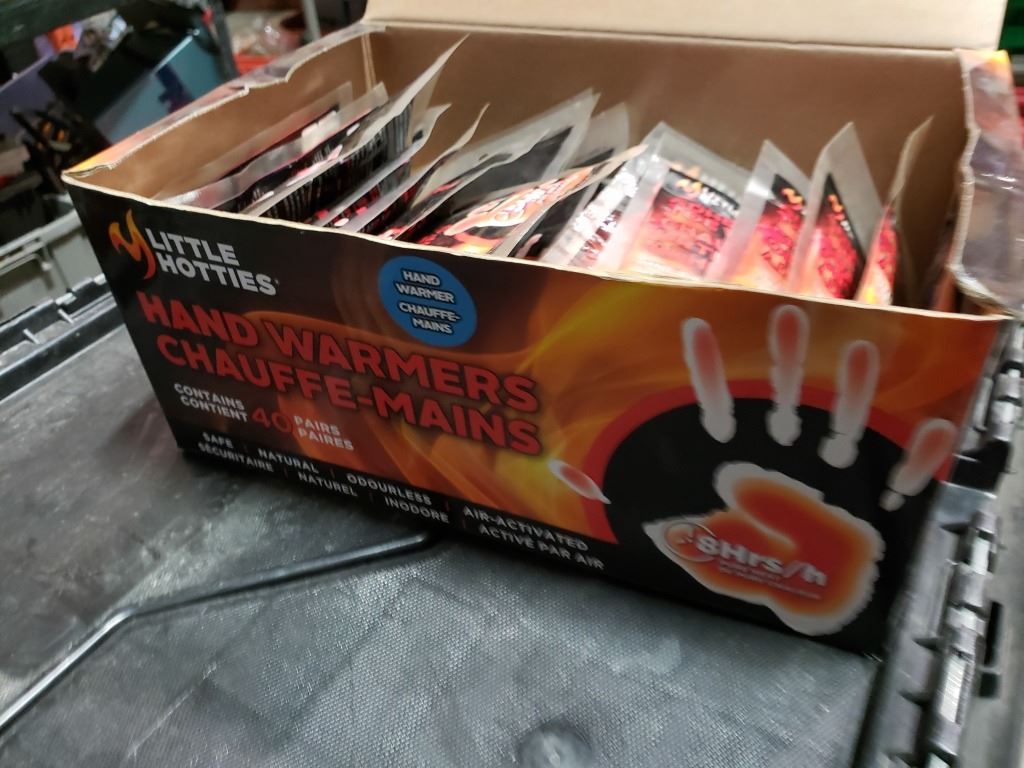 LITTLE
HOTTIES®
HAND
WARMER
CHAUFFE-
MAINS
HAND WARMERS
CHAUFFE-MAINS
CONTAINS
CONTIENT
40
PAIRS
PAIRES
SAFE | NATURAL | ODOURLESS | AIR-ACTIVATED
SÉCURITAIRE | NATUREL | INODORE | ACTIVÉ PAR AIR
8Hrs/h